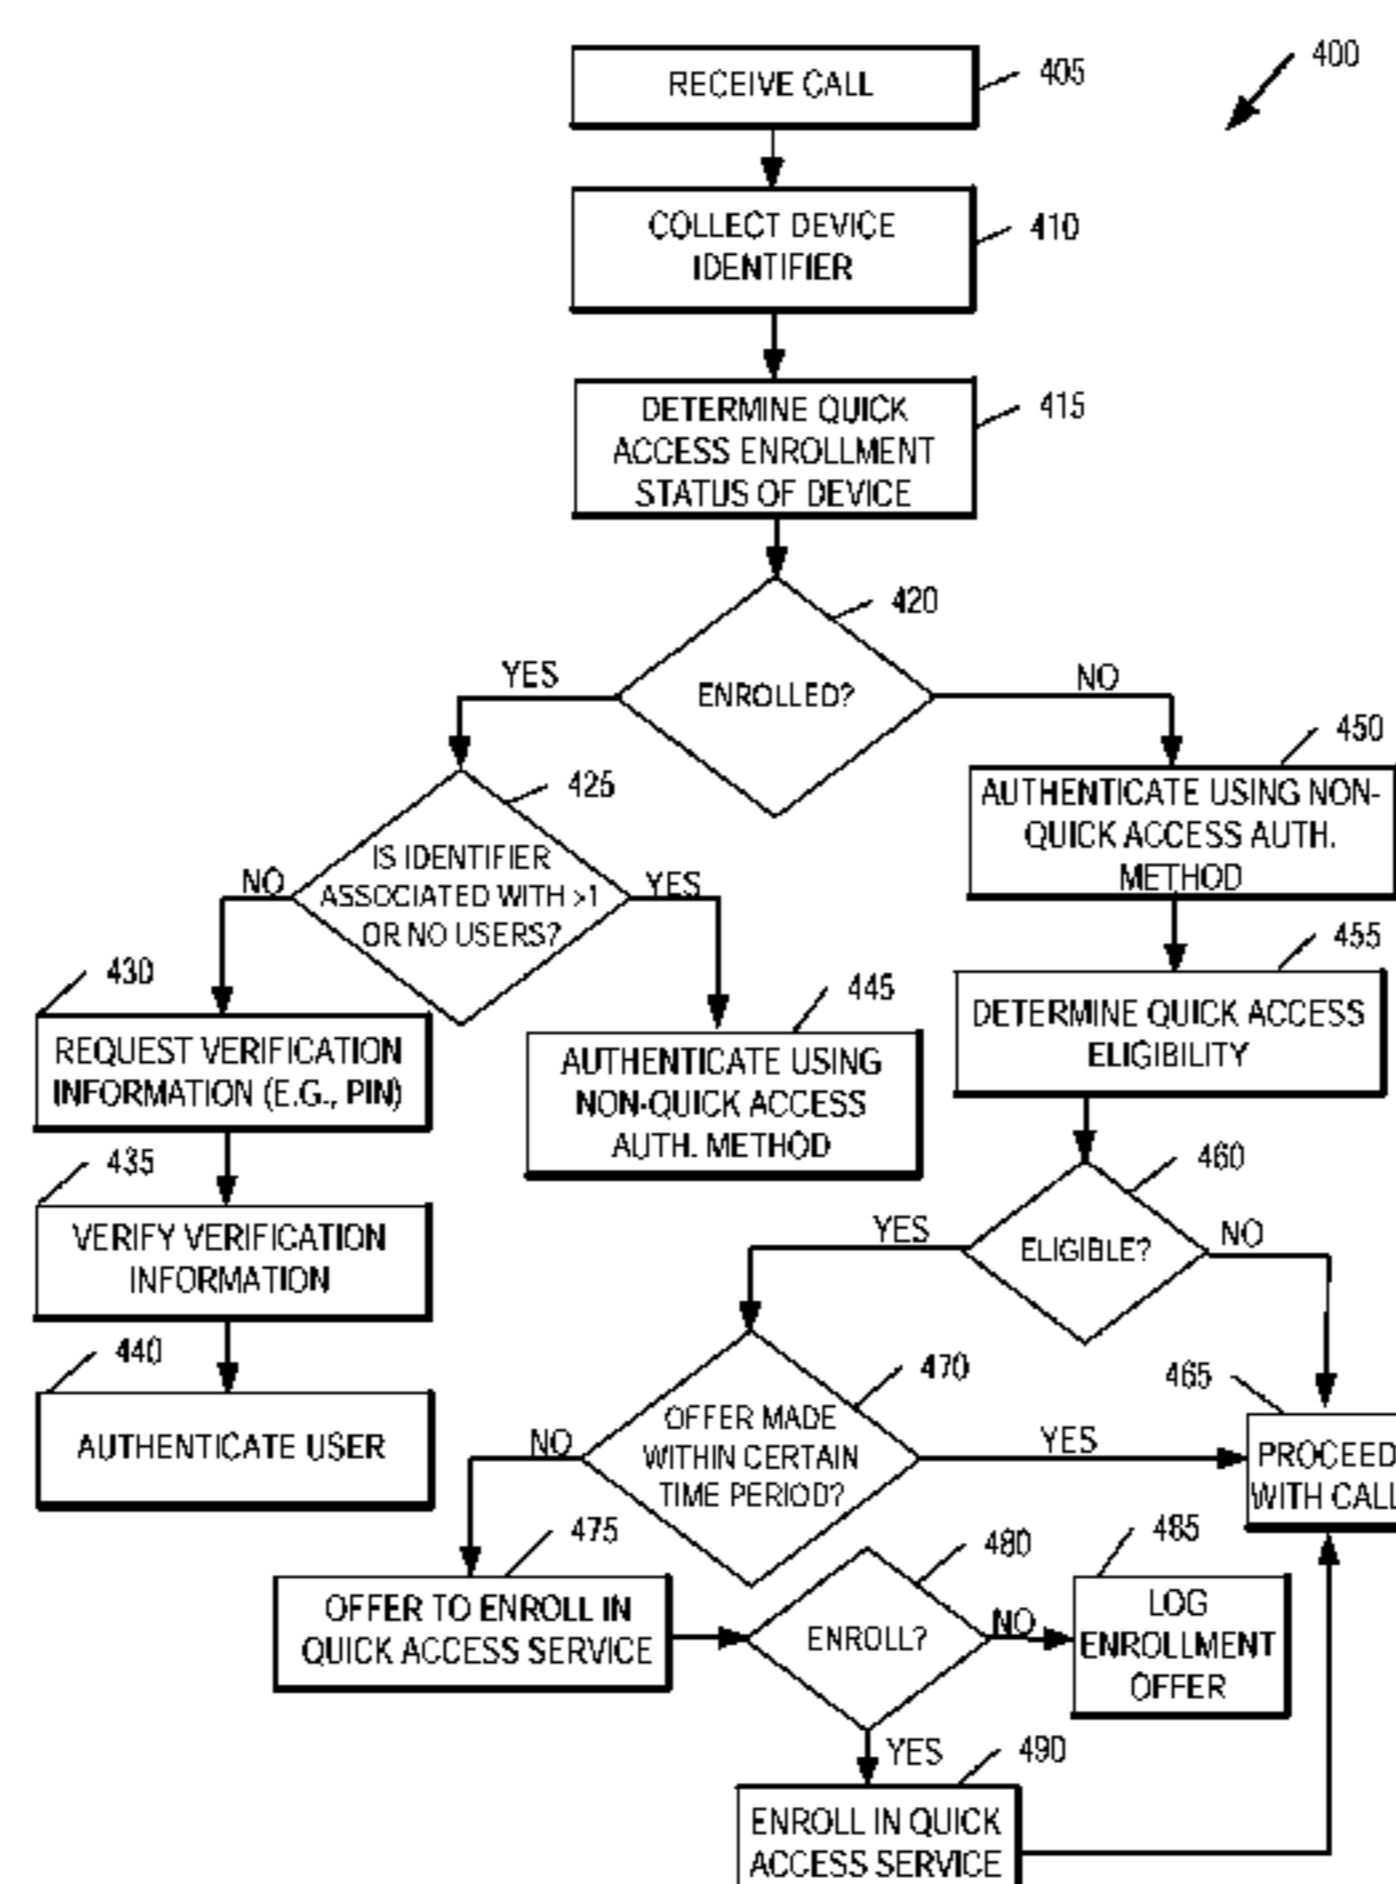 400
RECEIVE CALL
405
COLLECT DEVICE
IDENTIFIER
410
DETERMINE QUICK
ACCESS ENROLLMENT
STATUS OF DEVICE
415
420
ENROLLED?
YES
NO
425
IS IDENTIFIER
ASSOCIATED WITH >1
OR NO USERS?
NO
YES
430
REQUEST VERIFICATION
INFORMATION (E.G., PIN)
435
VERIFY VERIFICATION
INFORMATION
440
AUTHENTICATE USER
445
AUTHENTICATE USING
NON-QUICK ACCESS
AUTH. METHOD
450
AUTHENTICATE USING NON-
QUICK ACCESS AUTH.
METHOD
455
DETERMINE QUICK ACCESS
ELIGIBILITY
460
ELIGIBLE?
YES
NO
465
PROCEED
WITH CALL
470
OFFER MADE
WITHIN CERTAIN
TIME PERIOD?
NO
YES
475
OFFER TO ENROLL IN
QUICK ACCESS SERVICE
480
ENROLL?
NO
YES
485
LOG
ENROLLMENT
OFFER
490
ENROLL IN QUICK
ACCESS SERVICE